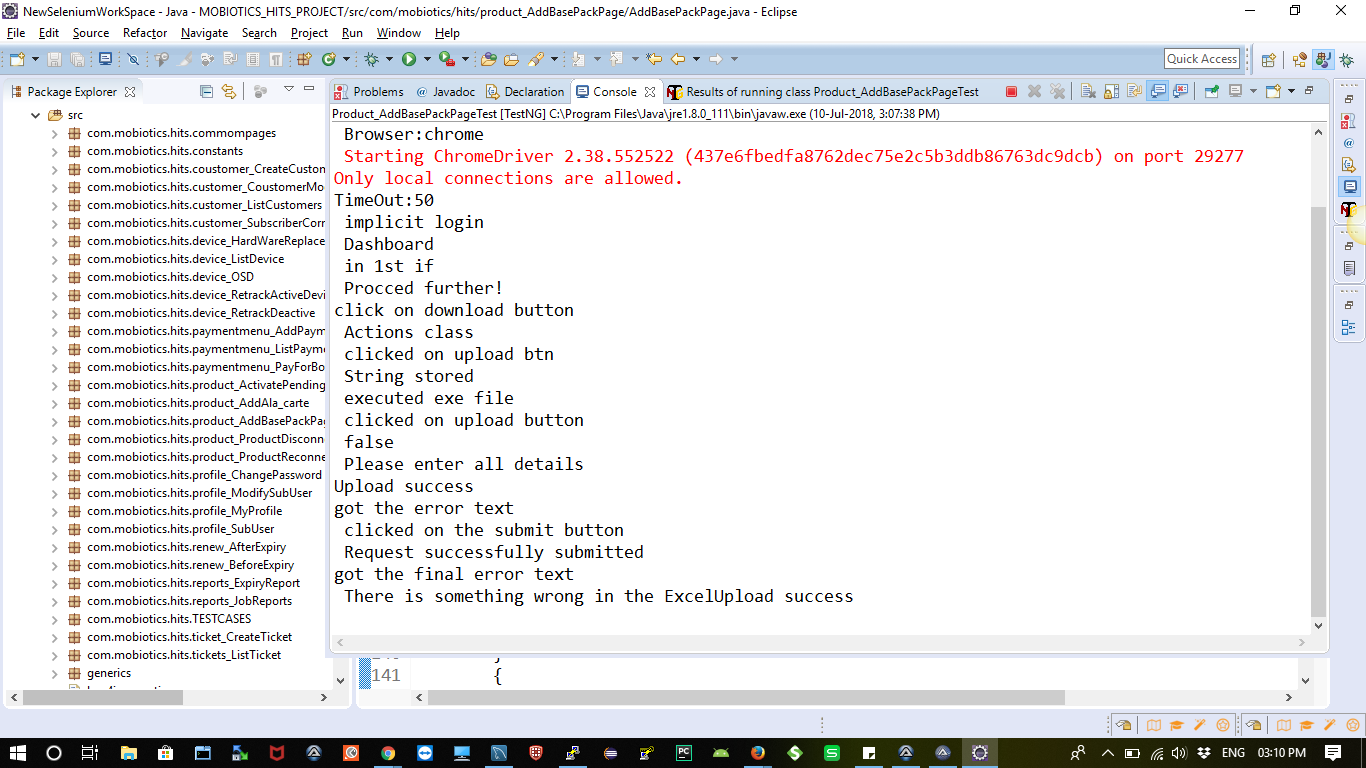 NewSeleniumWorkSpace - Java - MOBIOTICS_HITS_PROJECT/src/com/mobiotics/hits/product_AddBasePackPage/AddBasePackPage.java - Eclipse
File Edit Source Refactor Navigate Search Project Run Window Help
Quick Access
Package Explorer
src
com.mobiotics.hits.commompages
com.mobiotics.hits.constants
com.mobiotics.hits.coustomer_CreateCuston
com.mobiotics.hits.customer_CoustomerMo
com.mobiotics.hits.customer_ListCustomers
com.mobiotics.hits.customer_SubscriberCorr
com.mobiotics.hits.device_HardWareReplace
com.mobiotics.hits.device_ListDevice
com.mobiotics.hits.device_OSD
com.mobiotics.hits.device_RetrackActiveDevi
com.mobiotics.hits.device_RetrackDeactive
com.mobiotics.hits.paymentmenu_AddPaym
com.mobiotics.hits.paymentmenu_ListPayme
com.mobiotics.hits.paymentmenu_PayForBo
com.mobiotics.hits.product_ActivatePending
com.mobiotics.hits.product_AddAla_carte
com.mobiotics.hits.product_AddBasePackPag
com.mobiotics.hits.product_ProductDisconn
com.mobiotics.hits.product_ProductReconne
com.mobiotics.hits.profile_ChangePassword
com.mobiotics.hits.profile_ModifySubUser
com.mobiotics.hits.profile_MyProfile
com.mobiotics.hits.profile_SubUser
com.mobiotics.hits.renew_AfterExpiry
com.mobiotics.hits.renew_BeforeExpiry
com.mobiotics.hits.reports_ExpiryReport
com.mobiotics.hits.reports_JobReports
com.mobiotics.hits.TESTCASES
com.mobiotics.hits.ticket_CreateTicket
com.mobiotics.hits.tickets_ListTicket
generics
Problems @ Javadoc Declaration Console Results of running class Product_AddBasePackPageTest
Product_AddBasePackPageTest [TestNG] C:\Program Files\Java\jre1.8.0_111\bin\javaw.exe (10-Jul-2018, 3:07:38 PM)
Browser:chrome
Starting ChromeDriver 2.38.552522 (437e6fbedfa8762dec75e2c5b3ddb86763dc9dcb) on port 29277
Only local connections are allowed.
TimeOut:50
implicit login
Dashboard
in 1st if
Procced further!
click on download button
Actions class
clicked on upload btn
String stored
executed exe file
clicked on upload button
false
Please enter all details
Upload success
got the error text
clicked on the submit button
Request successfully submitted
got the final error text
There is something wrong in the ExcelUpload success
141 {
ENG 03:10 PM